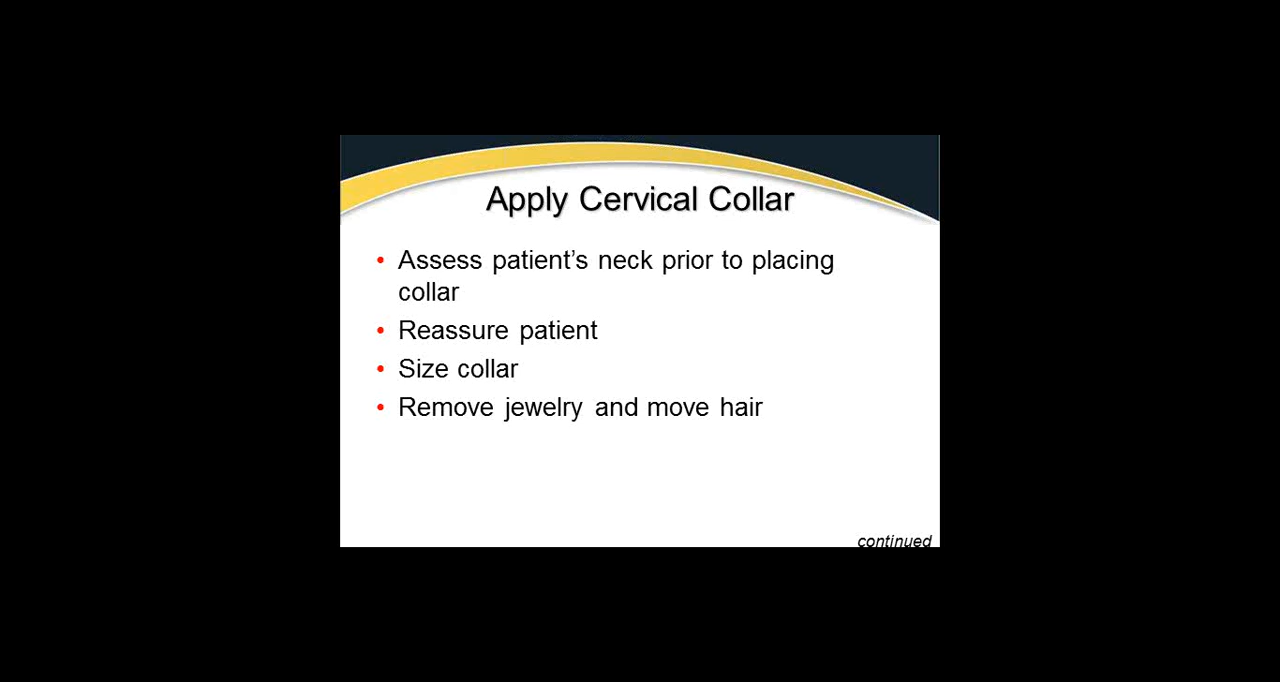 Apply Cervical Collar
• Assess patient’s neck prior to placing
collar
• Reassure patient
• Size collar
• Remove jewelry and move hair
continued